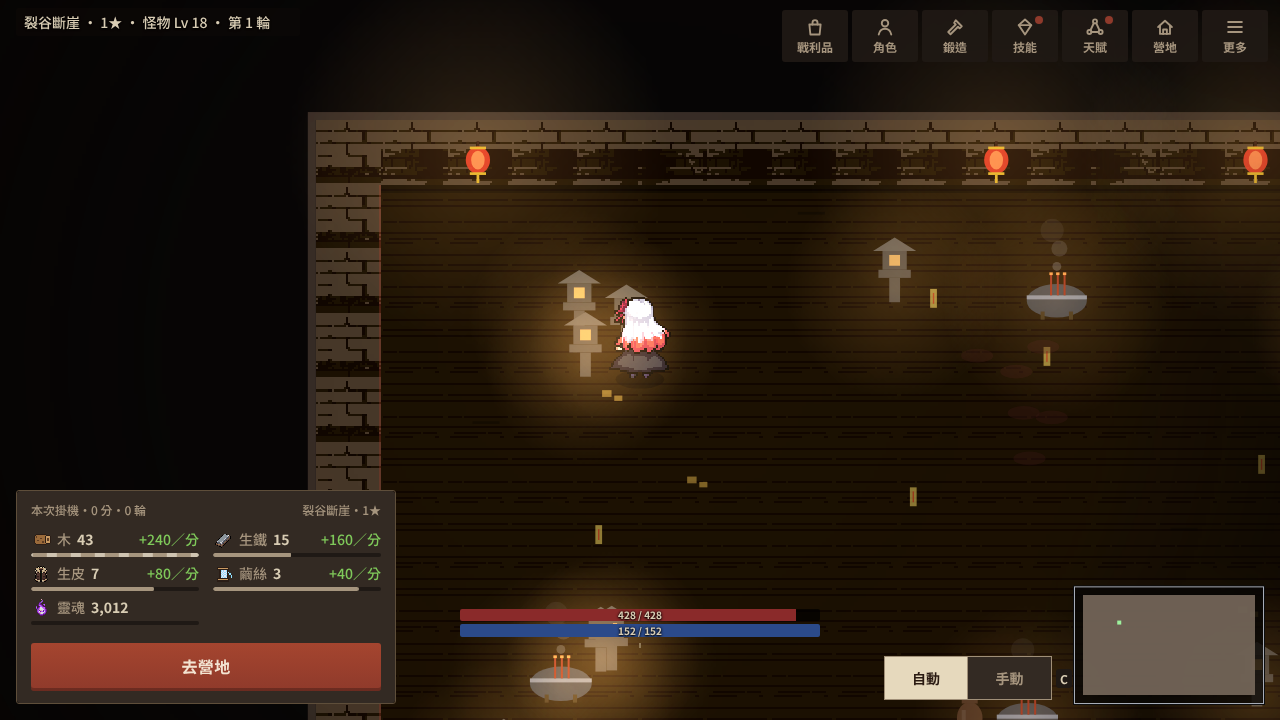 裂谷斷崖 · 1★ · 怪物 Lv 18 · 第 1 輪
戰利品
角色
鍛造
技能
天賦
營地
更多
本次掛機·0 分·0 輪
裂谷斷崖·1★
木 43 +240／分
生鐵 15 +160／分
生皮 7 +80／分
繭絲 3 +40／分
靈魂 3,012
去營地
428 / 428
152 / 152
自動
手動
C